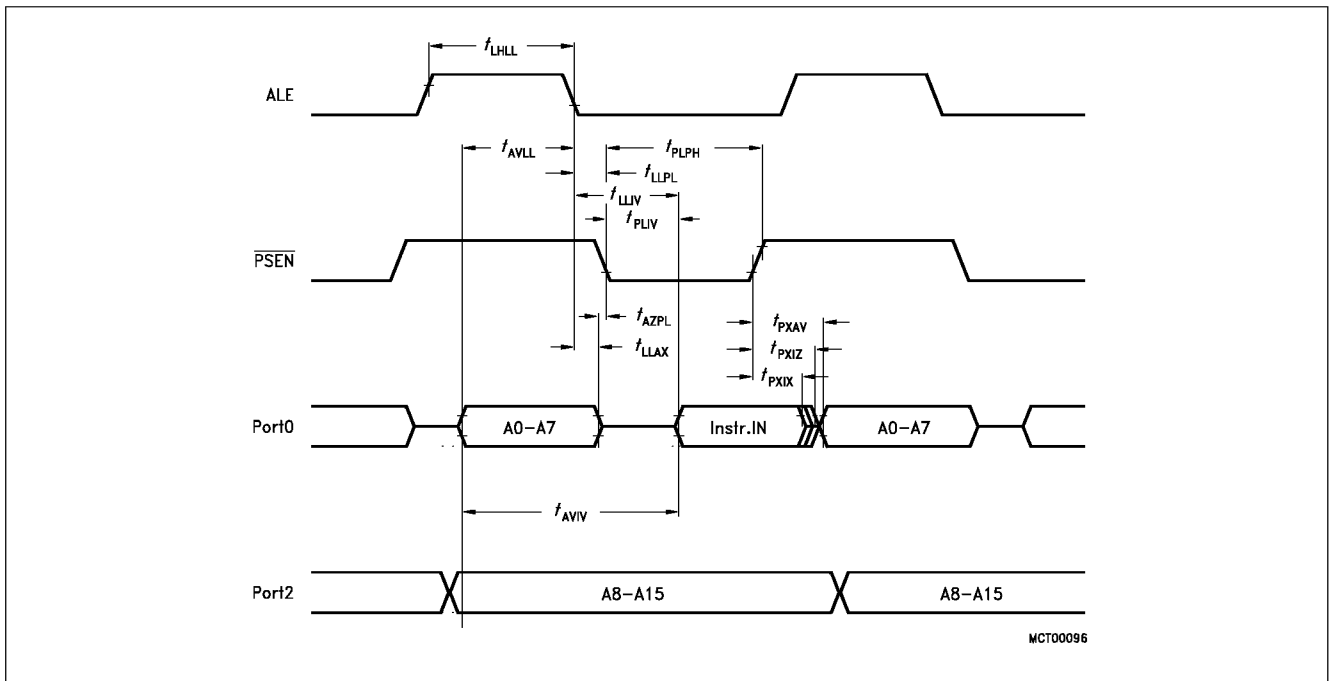 tLHLL
ALE
tAVLL
tPLPH
tLLPL
tLLIV
tPLIV
PSEN
tAZPL
tPXAV
tLLAX
tPXIZ
tPXIX
Port0
A0-A7
Instr.IN
A0-A7
tAVIV
Port2
A8-A15
A8-A15
MCT00096